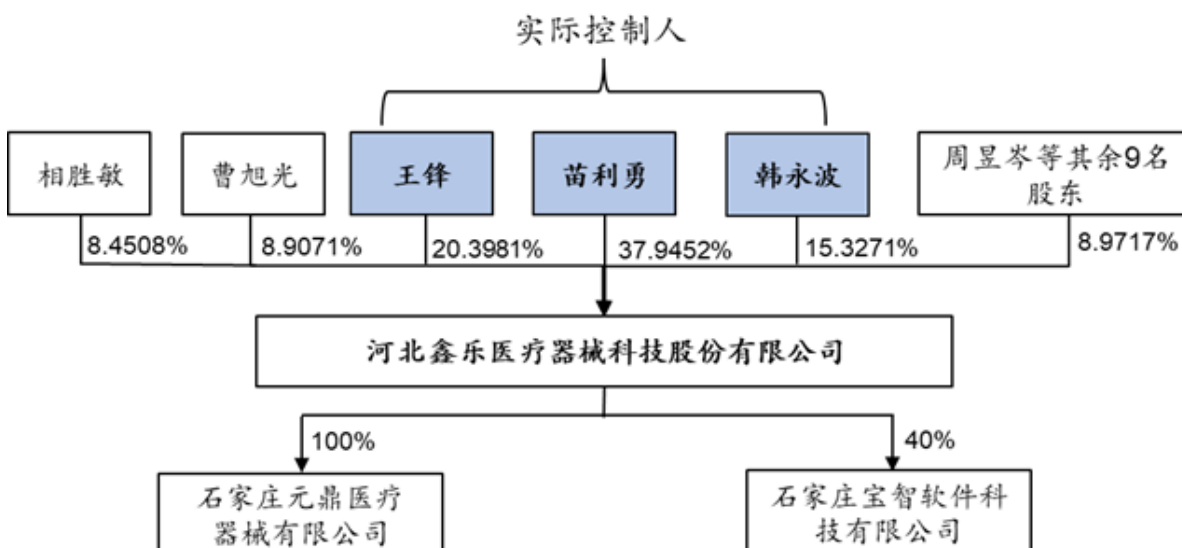 实际控制人
相胜敏
曹旭光
王锋
苗利勇
韩永波
周昱岑等其余9名
股东
8.4508%
8.9071%
20.3981%
37.9452%
15.3271%
8.9717%
河北鑫乐医疗器械科技股份有限公司
100%
40%
石家庄元鼎医疗
器械有限公司
石家庄宝智软件科
技有限公司